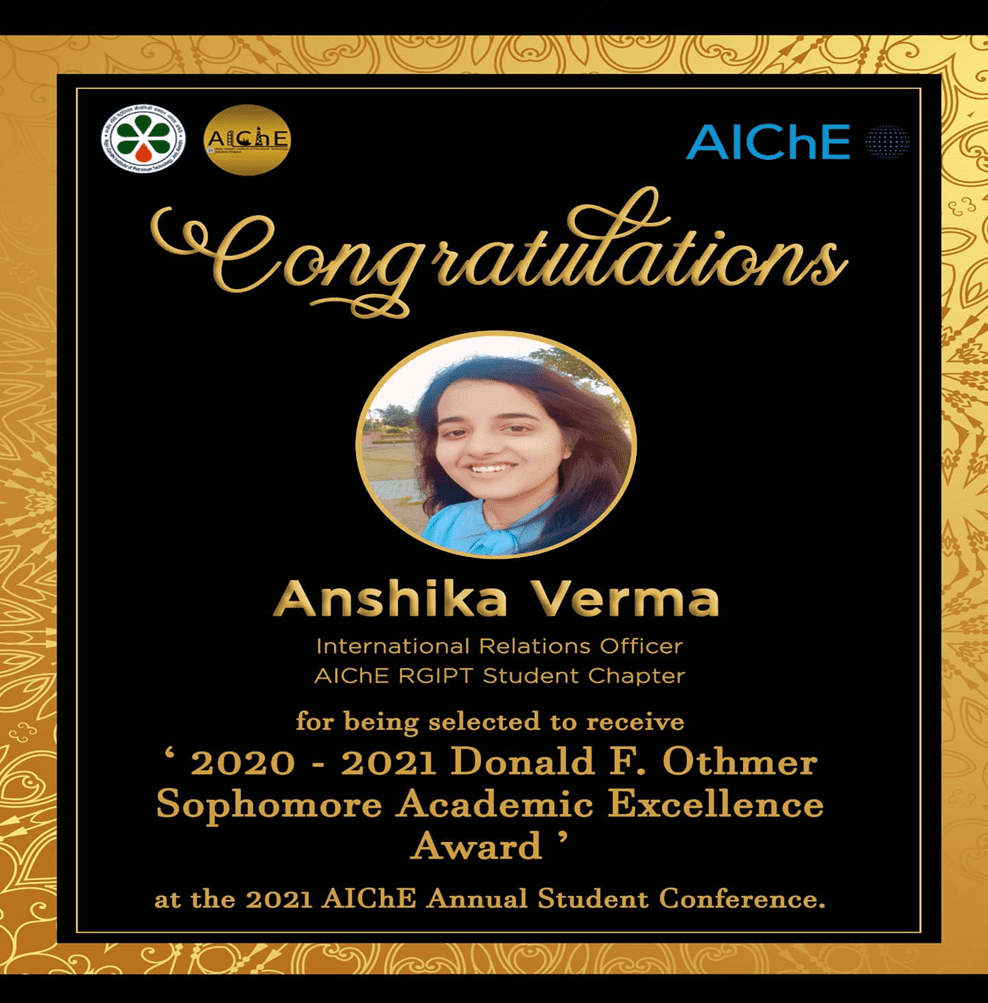 AIChE
AIChE
Congratulations
Anshika Verma
International Relations Officer
AIChE RGIPT Student Chapter
for being selected to receive
‘ 2020 - 2021 Donald F. Othmer
Sophomore Academic Excellence
Award ’
at the 2021 AIChE Annual Student Conference.